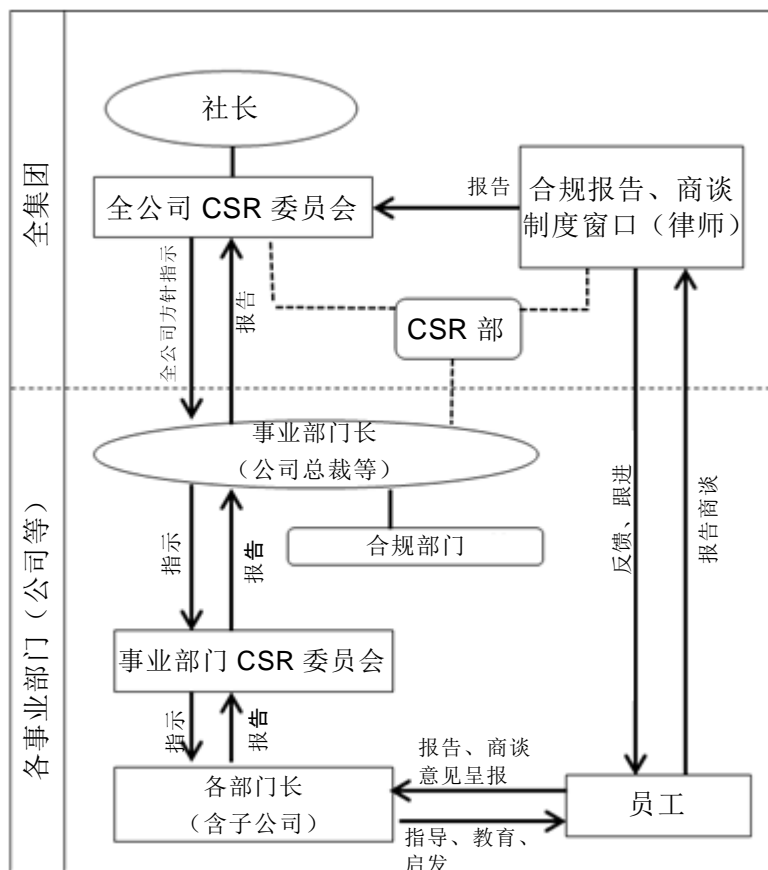 全集团
社长
全公司 CSR 委员会
报告
合规报告、商谈
制度窗口（律师）
全公司方针指示
报告
CSR 部
各事业部门（公司等）
事业部门长
（公司总裁等）
合规部门
指示
报告
反馈、跟进
报告商谈
事业部门 CSR 委员会
指示
报告
报告、商谈
意见呈报
各部门长
（含子公司）
员工
指导、教育、
启发